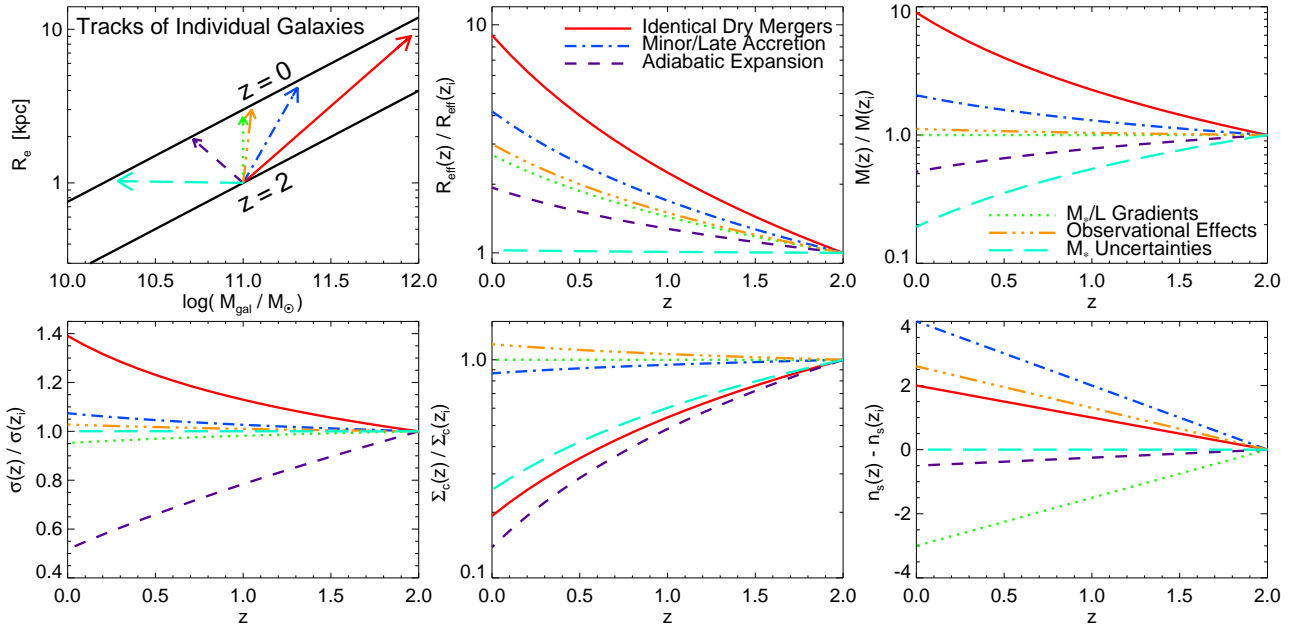 Tracks of Individual Galaxies
z = 0
z = 2
R_e [kpc]
10
1
10.0 10.5 11.0 11.5 12.0
log( M_gal / M_⊙)
Identical Dry Mergers
Minor/Late Accretion
Adiabatic Expansion
R_eff(z) / R_eff(z_i)
10
1
0.0 0.5 1.0 1.5 2.0
z
M(z) / M(z_i)
10.0
1.0
0.1
M_*/L Gradients
Observational Effects
M_* Uncertainties
0.0 0.5 1.0 1.5 2.0
z
σ(z) / σ(z_i)
1.4
1.2
1.0
0.8
0.6
0.4
0.0 0.5 1.0 1.5 2.0
z
Σ_c(z) / Σ_c(z_i)
1.0
0.1
0.0 0.5 1.0 1.5 2.0
z
n_s(z) - n_s(z_i)
4
2
0
-2
-4
0.0 0.5 1.0 1.5 2.0
z